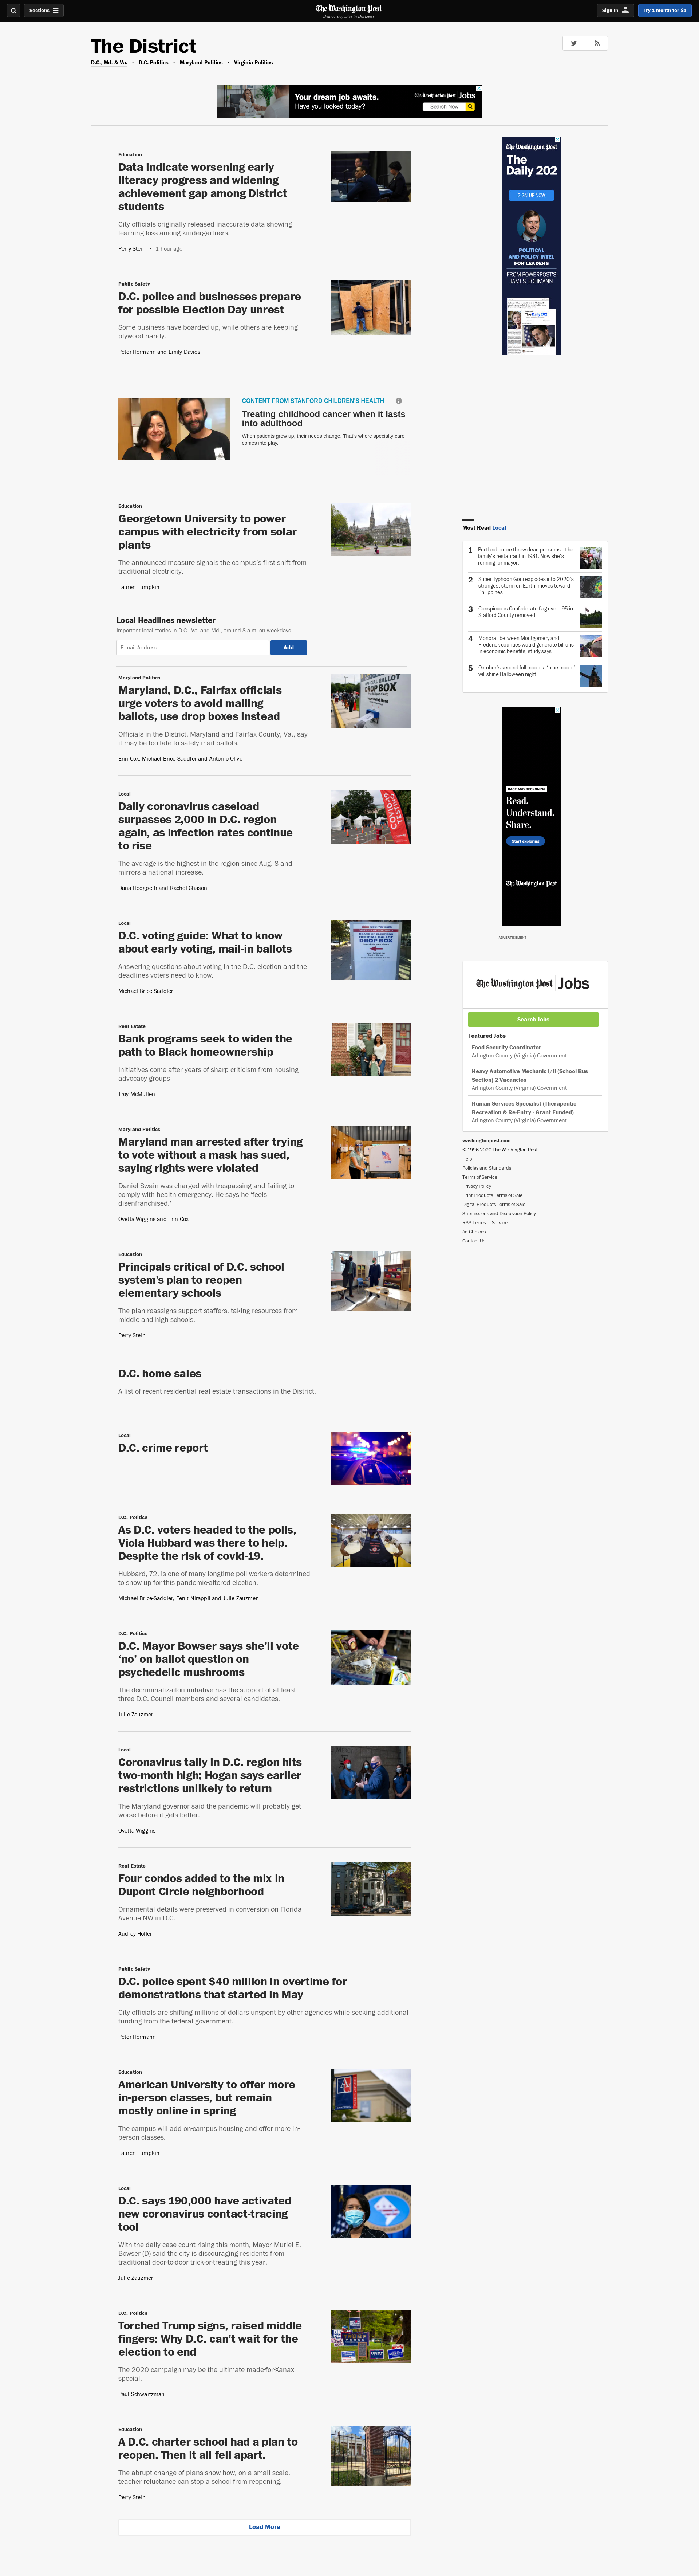 Sections
The Washington Post
Democracy Dies in Darkness
Sign In
Try 1 month for $1
The District
D.C., Md. & Va.
D.C. Politics
Maryland Politics
Virginia Politics
Your dream job awaits.
Have you looked today?
The Washington Post Jobs
Search Now
Education
Data indicate worsening early
literacy progress and widening
achievement gap among District
students
City officials originally released inaccurate data showing
learning loss among kindergartners.
Perry Stein • 1 hour ago
Public Safety
D.C. police and businesses prepare
for possible Election Day unrest
Some business have boarded up, while others are keeping
plywood handy.
Peter Hermann and Emily Davies
CONTENT FROM STANFORD CHILDREN'S HEALTH
Treating childhood cancer when it lasts
into adulthood
When patients grow up, their needs change. That's where specialty care
comes into play.
Education
Georgetown University to power
campus with electricity from solar
plants
The announced measure signals the campus's first shift from
traditional electricity.
Lauren Lumpkin
Local Headlines newsletter
Important local stories in D.C., Va. and Md., around 8 a.m. on weekdays.
E-mail Address
Add
Maryland Politics
Maryland, D.C., Fairfax officials
urge voters to avoid mailing
ballots, use drop boxes instead
Officials in the District, Maryland and Fairfax County, Va., say
it may be too late to safely mail ballots.
Erin Cox, Michael Brice-Saddler and Antonio Olivo
Local
Daily coronavirus caseload
surpasses 2,000 in D.C. region
again, as infection rates continue
to rise
The average is the highest in the region since Aug. 8 and
mirrors a national increase.
Dana Hedgpeth and Rachel Chason
Local
D.C. voting guide: What to know
about early voting, mail-in ballots
Answering questions about voting in the D.C. election and the
deadlines voters need to know.
Michael Brice-Saddler
Real Estate
Bank programs seek to widen the
path to Black homeownership
Initiatives come after years of sharp criticism from housing
advocacy groups
Troy McMullen
Maryland Politics
Maryland man arrested after trying
to vote without a mask has sued,
saying rights were violated
Daniel Swain was charged with trespassing and failing to
comply with health emergency. He says he 'feels
disenfranchised.'
Ovetta Wiggins and Erin Cox
Education
Principals critical of D.C. school
system's plan to reopen
elementary schools
The plan reassigns support staffers, taking resources from
middle and high schools.
Perry Stein
D.C. home sales
A list of recent residential real estate transactions in the District.
Local
D.C. crime report
D.C. Politics
As D.C. voters headed to the polls,
Viola Hubbard was there to help.
Despite the risk of covid-19.
Hubbard, 72, is one of many longtime poll workers determined
to show up for this pandemic-altered election.
Michael Brice-Saddler, Fenit Nirappil and Julie Zauzmer
D.C. Politics
D.C. Mayor Bowser says she'll vote
'no' on ballot question on
psychedelic mushrooms
The decriminalizaiton initiative has the support of at least
three D.C. Council members and several candidates.
Julie Zauzmer
Local
Coronavirus tally in D.C. region hits
two-month high; Hogan says earlier
restrictions unlikely to return
The Maryland governor said the pandemic will probably get
worse before it gets better.
Ovetta Wiggins
Real Estate
Four condos added to the mix in
Dupont Circle neighborhood
Ornamental details were preserved in conversion on Florida
Avenue NW in D.C.
Audrey Hoffer
Public Safety
D.C. police spent $40 million in overtime for
demonstrations that started in May
City officials are shifting millions of dollars unspent by other agencies while seeking additional
funding from the federal government.
Peter Hermann
Education
American University to offer more
in-person classes, but remain
mostly online in spring
The campus will add on-campus housing and offer more in-
person classes.
Lauren Lumpkin
Local
D.C. says 190,000 have activated
new coronavirus contact-tracing
tool
With the daily case count rising this month, Mayor Muriel E.
Bowser (D) said the city is discouraging residents from
traditional door-to-door trick-or-treating this year.
Julie Zauzmer
D.C. Politics
Torched Trump signs, raised middle
fingers: Why D.C. can't wait for the
election to end
The 2020 campaign may be the ultimate made-for-Xanax
special.
Paul Schwartzman
Education
A D.C. charter school had a plan to
reopen. Then it all fell apart.
The abrupt change of plans show how, on a small scale,
teacher reluctance can stop a school from reopening.
Perry Stein
Load More
The Washington Post
The
Daily 202
SIGN UP NOW
POLITICAL
AND POLICY INTEL
FOR LEADERS
FROM POWERPOST'S
JAMES HOHMANN
Most Read Local
1 Portland police threw dead possums at her
family's restaurant in 1981. Now she's
running for mayor.
2 Super Typhoon Goni explodes into 2020's
strongest storm on Earth, moves toward
Philippines
3 Conspicuous Confederate flag over I-95 in
Stafford County removed
4 Monorail between Montgomery and
Frederick counties would generate billions
in economic benefits, study says
5 October's second full moon, a 'blue moon,'
will shine Halloween night
RACE AND RECKONING
Read.
Understand.
Share.
Start exploring
The Washington Post
ADVERTISEMENT
The Washington Post Jobs
Search Jobs
Featured Jobs
Food Security Coordinator
Arlington County (Virginia) Government
Heavy Automotive Mechanic I/Ii (School Bus
Section) 2 Vacancies
Arlington County (Virginia) Government
Human Services Specialist (Therapeutic
Recreation & Re-Entry - Grant Funded)
Arlington County (Virginia) Government
washingtonpost.com
© 1996-2020 The Washington Post
Help
Policies and Standards
Terms of Service
Privacy Policy
Print Products Terms of Sale
Digital Products Terms of Sale
Submissions and Discussion Policy
RSS Terms of Service
Ad Choices
Contact Us